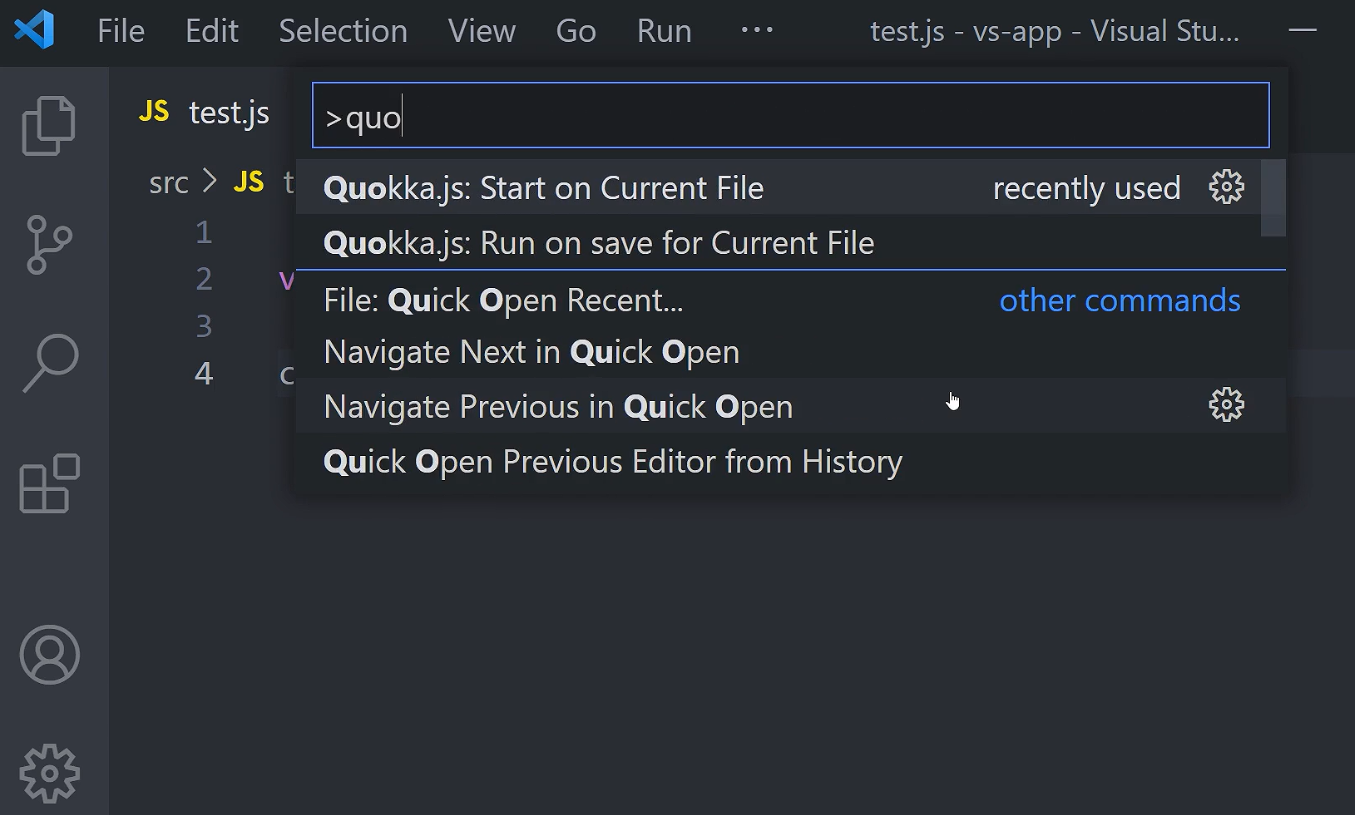 File Edit Selection View Go Run ··· test.js - vs-app - Visual Stu...
JS test.js
>quo
src > JS t
Quokka.js: Start on Current File recently used
1
Quokka.js: Run on save for Current File
2 v
File: Quick Open Recent... other commands
3
Navigate Next in Quick Open
4 c
Navigate Previous in Quick Open
Quick Open Previous Editor from History